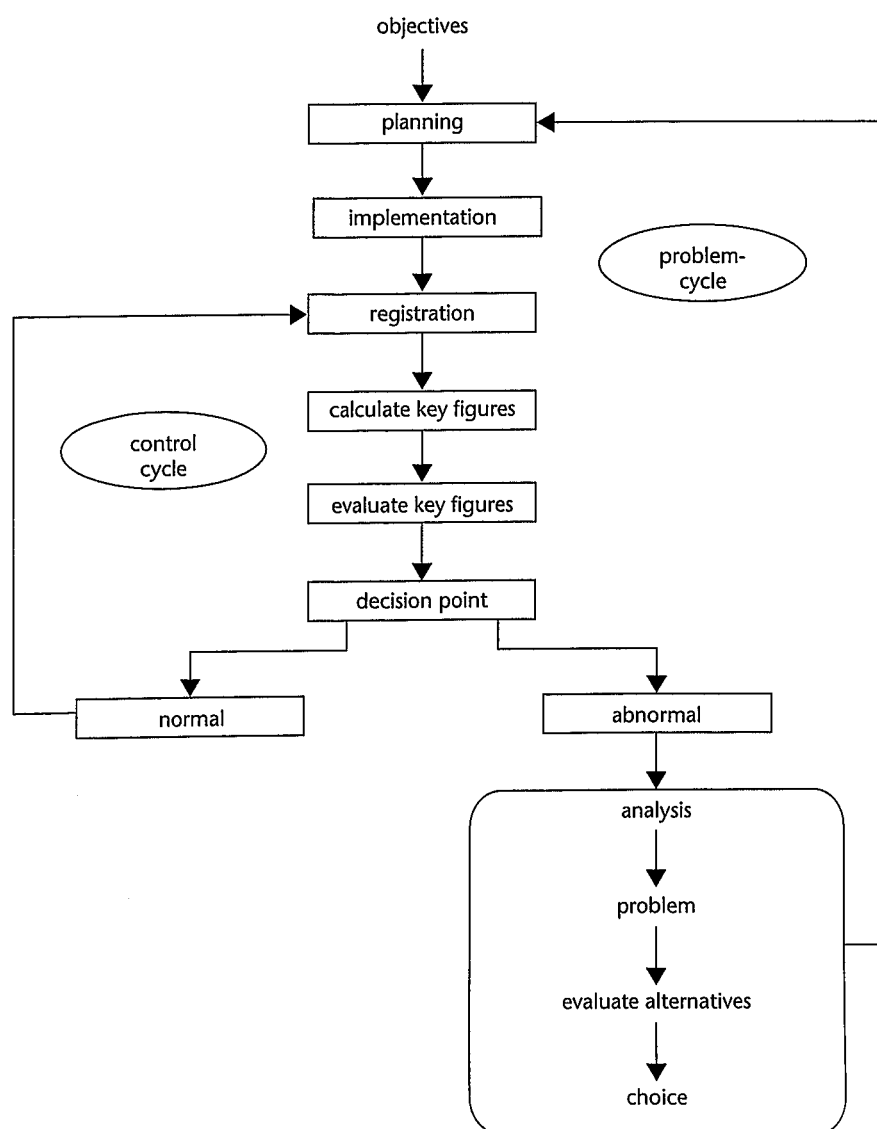 objectives
planning
implementation
problem-
cycle
registration
calculate key figures
control
cycle
evaluate key figures
decision point
normal
abnormal
analysis
problem
evaluate alternatives
choice